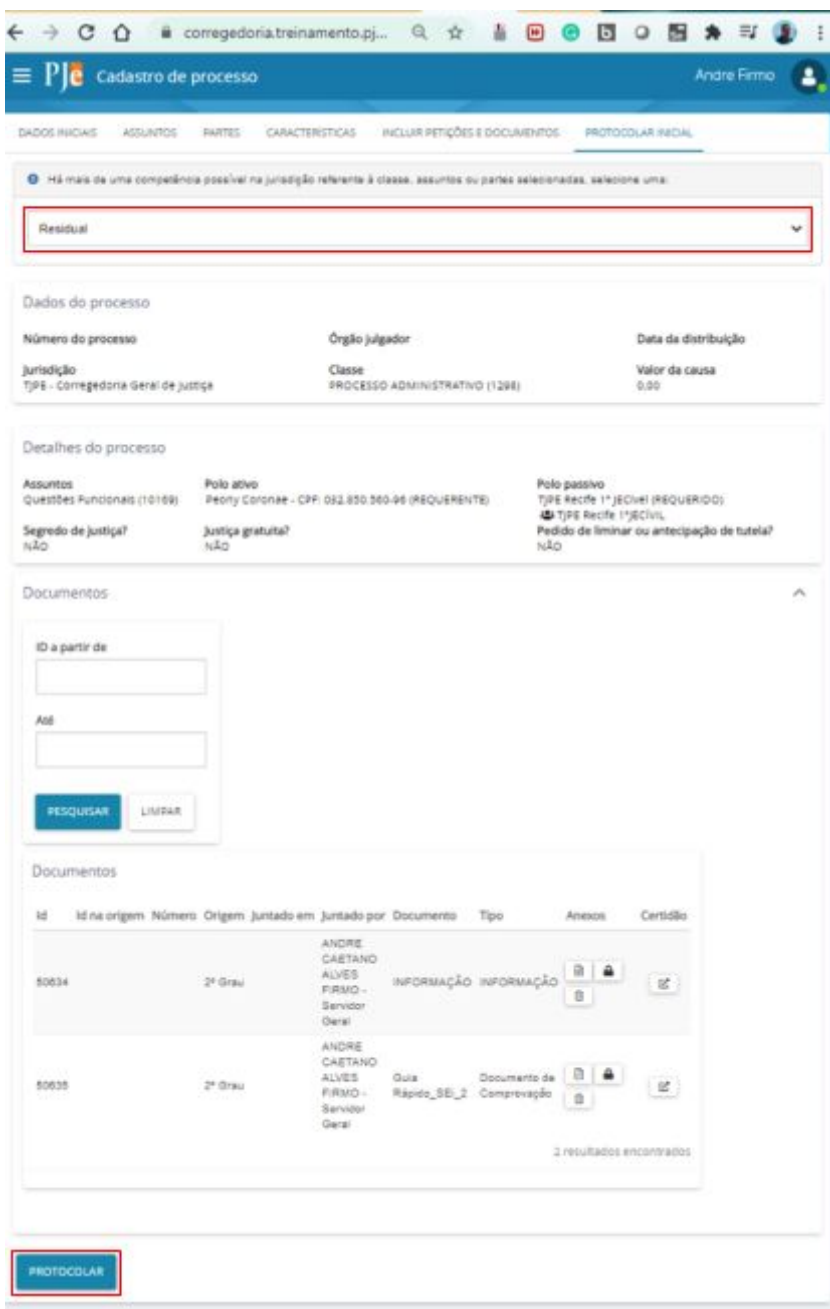 corregedoria.treinamento.pj...
PJe Cadastro de processo
Andre Firmo
DADOS INICIAIS ASSUNTOS PARTES CARACTERÍSTICAS INCLUIR PETIÇÕES E DOCUMENTOS PROTOCOLAR INICIAL
Há mais de uma competência possível na jurisdição referente à classe, assuntos ou partes selecionadas, selecione uma:
Residual
Dados do processo
Número do processo Órgão julgador Data da distribuição
Jurisdição Classe Valor da causa
TJPE - Corregedoria Geral de Justiça PROCESSO ADMINISTRATIVO (1298) 0,00
Detalhes do processo
Assuntos Polo ativo Polo passivo
Questões Funcionais (10169) Peony Coronae - CPF: 032.850.560-96 (REQUERENTE) TJPE Recife 1º JECível (REQUERIDO)
TJPE Recife 1ºJECÍVIL
Segredo de justiça? Justiça gratuita? Pedido de liminar ou antecipação de tutela?
NÃO NÃO NÃO
Documentos
ID a partir de
Até
PESQUISAR LIMPAR
Documentos
Id Id na origem Número Origem Juntado em Juntado por Documento Tipo Anexos Certidão
50634 2º Grau ANDRE CAETANO ALVES FIRMO - Servidor Geral INFORMAÇÃO INFORMAÇÃO
50635 2º Grau ANDRE CAETANO ALVES FIRMO - Servidor Geral Guia Rápido_SEi_2 Documento de Comprovação
2 resultados encontrados
PROTOCOLAR